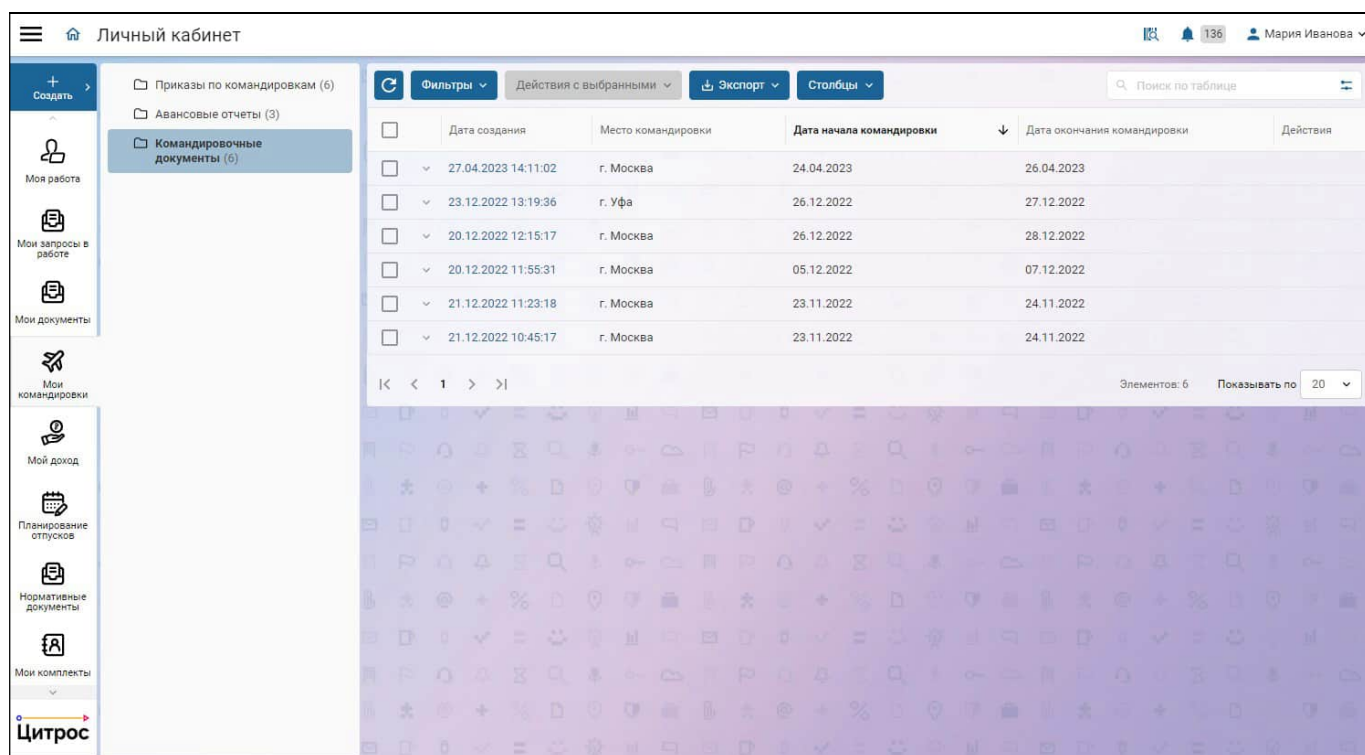 Личный кабинет
136
Мария Иванова
+ Создать
Моя работа
Мои запросы в
работе
Мои документы
Мои
командировки
Мой доход
Планирование
отпусков
Нормативные
документы
Мои комплекты
Цитрос
Приказы по командировкам (6)
Авансовые отчеты (3)
Командировочные
документы (6)
Фильтры Действия с выбранными Экспорт Столбцы Поиск по таблице
Дата создания Место командировки Дата начала командировки Дата окончания командировки Действия
27.04.2023 14:11:02 г. Москва 24.04.2023 26.04.2023
23.12.2022 13:19:36 г. Уфа 26.12.2022 27.12.2022
20.12.2022 12:15:17 г. Москва 26.12.2022 28.12.2022
20.12.2022 11:55:31 г. Москва 05.12.2022 07.12.2022
21.12.2022 11:23:18 г. Москва 23.11.2022 24.11.2022
21.12.2022 10:45:17 г. Москва 23.11.2022 24.11.2022
1 Элементов: 6 Показывать по 20